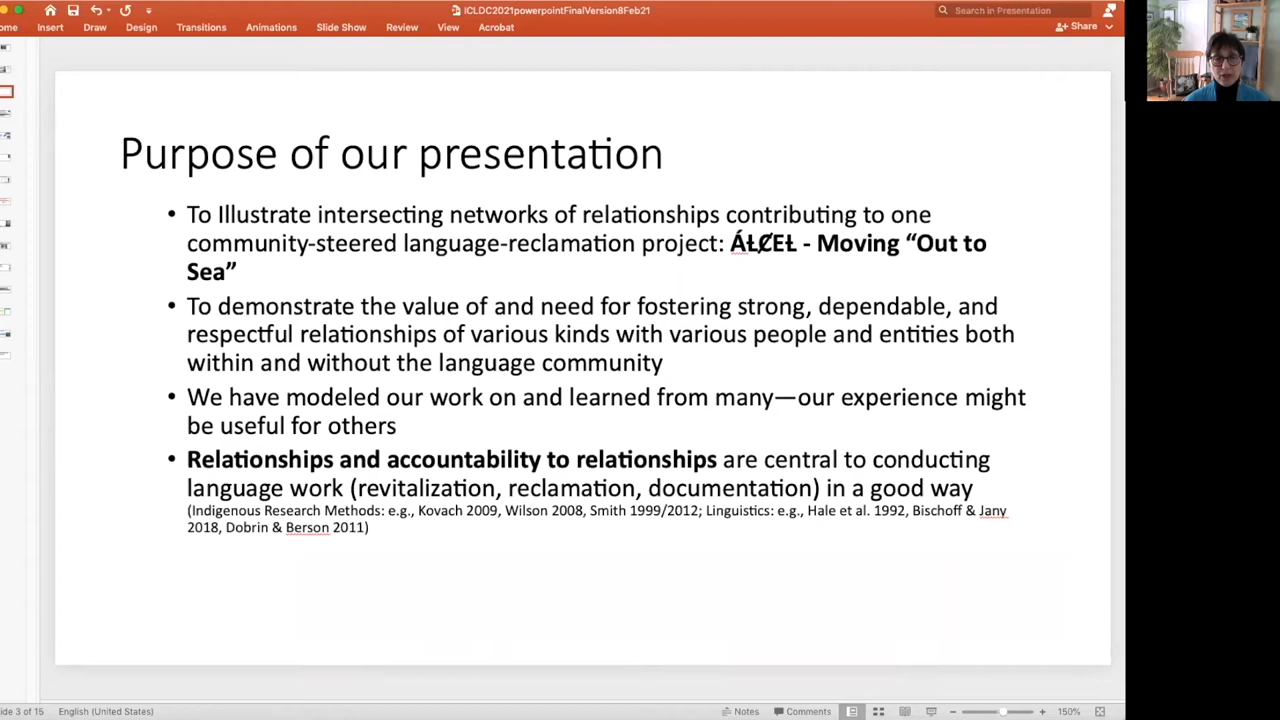 ICLDC2021powerpointFinalVersion8Feb21
Search in Presentation
ome Insert Draw Design Transitions Animations Slide Show Review View Acrobat
Share
Purpose of our presentation
• To Illustrate intersecting networks of relationships contributing to one
community-steered language-reclamation project: ÁȽȻEȽ - Moving “Out to
Sea”
• To demonstrate the value of and need for fostering strong, dependable, and
respectful relationships of various kinds with various people and entities both
within and without the language community
• We have modeled our work on and learned from many—our experience might
be useful for others
• Relationships and accountability to relationships are central to conducting
language work (revitalization, reclamation, documentation) in a good way
(Indigenous Research Methods: e.g., Kovach 2009, Wilson 2008, Smith 1999/2012; Linguistics: e.g., Hale et al. 1992, Bischoff & Jany
2018, Dobrin & Berson 2011)
lide 3 of 15 English (United States) Notes Comments 150%